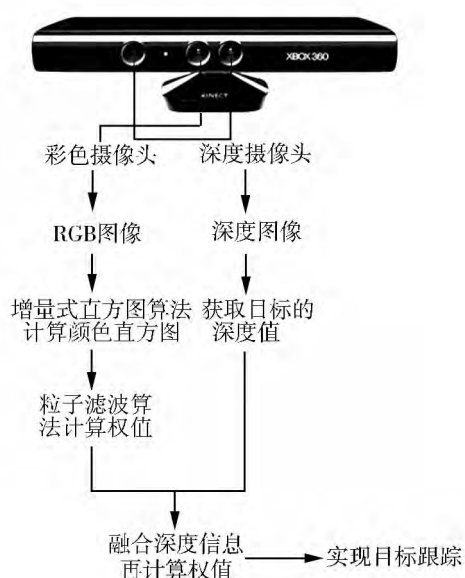 XBOX 360
KINECT
彩色摄像头
深度摄像头
RGB图像
深度图像
增量式直方图算法
计算颜色直方图
获取目标的
深度值
粒子滤波算
法计算权值
融合深度信息
再计算权值
实现目标跟踪